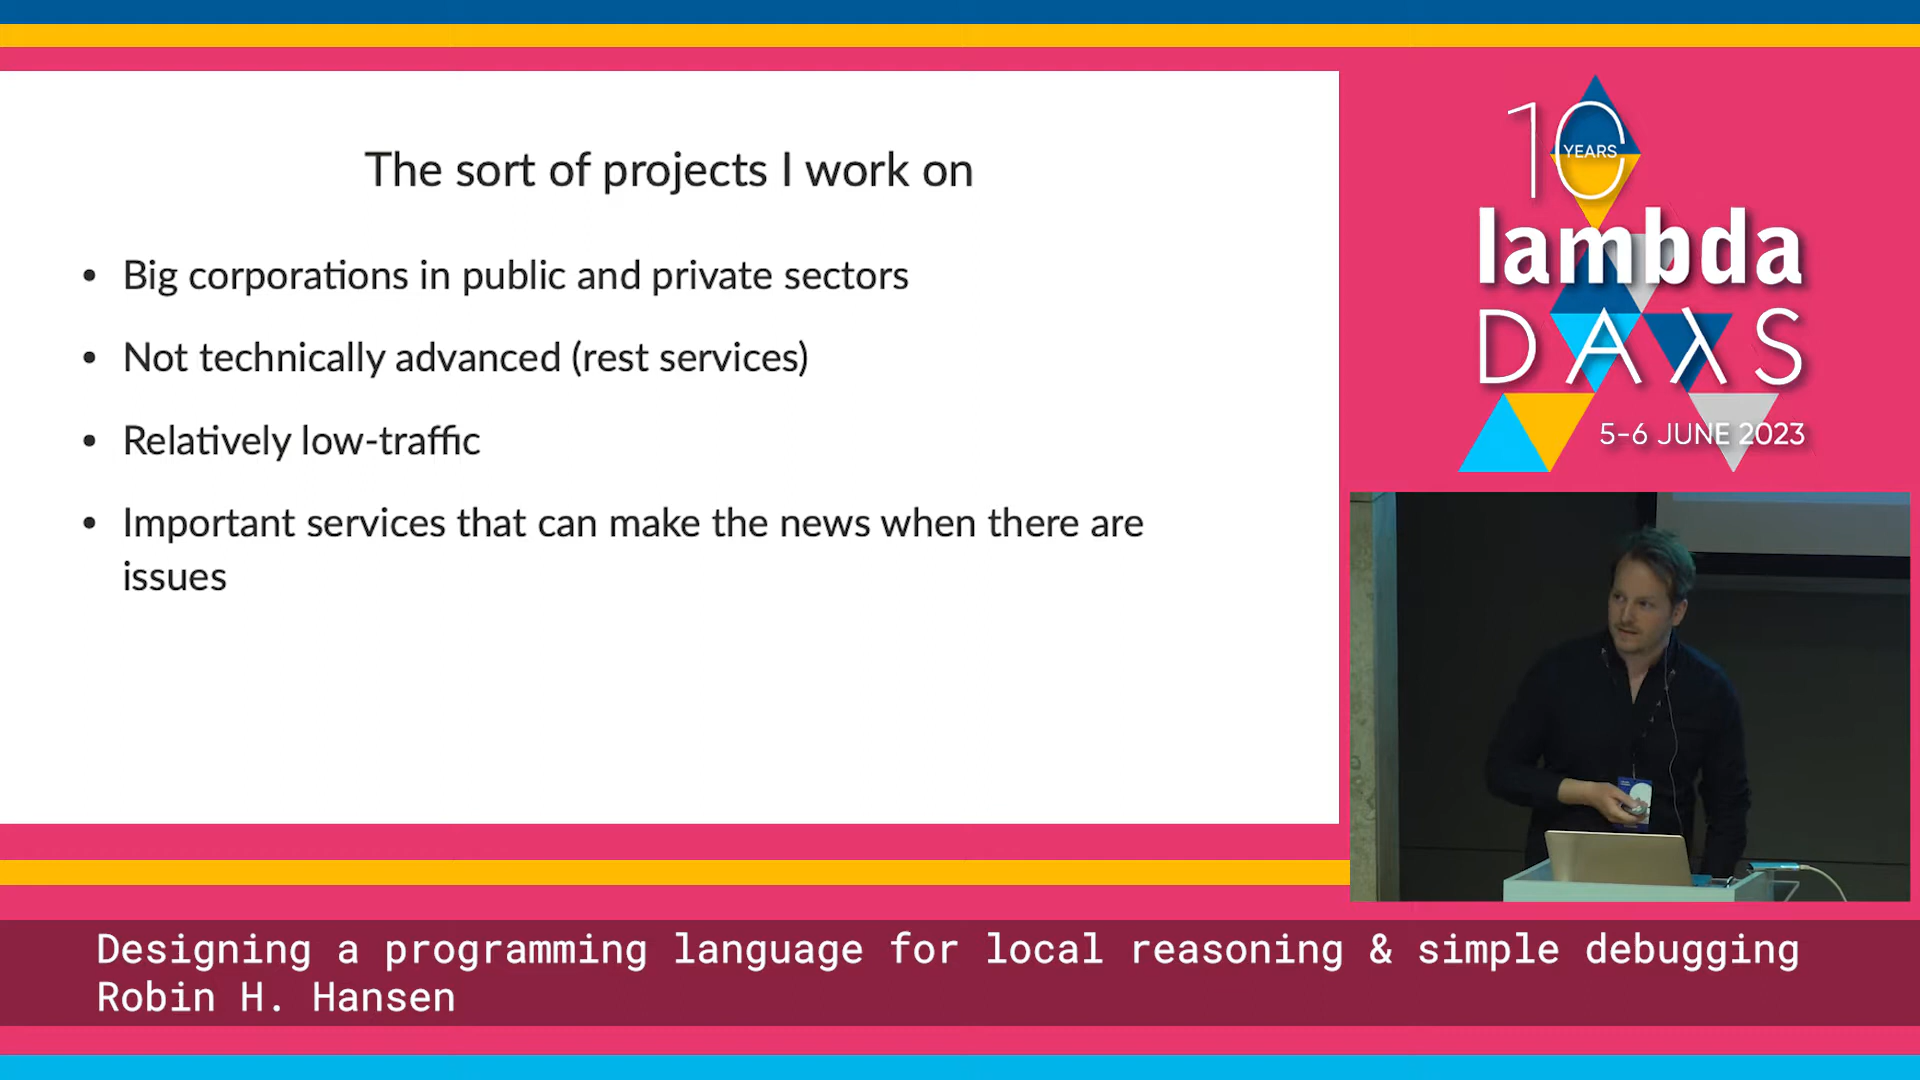 The sort of projects I work on
• Big corporations in public and private sectors
• Not technically advanced (rest services)
• Relatively low-traffic
• Important services that can make the news when there are
issues
10
YEARS
lambda
DAλS
5-6 JUNE 2023
Designing a programming language for local reasoning & simple debugging
Robin H. Hansen